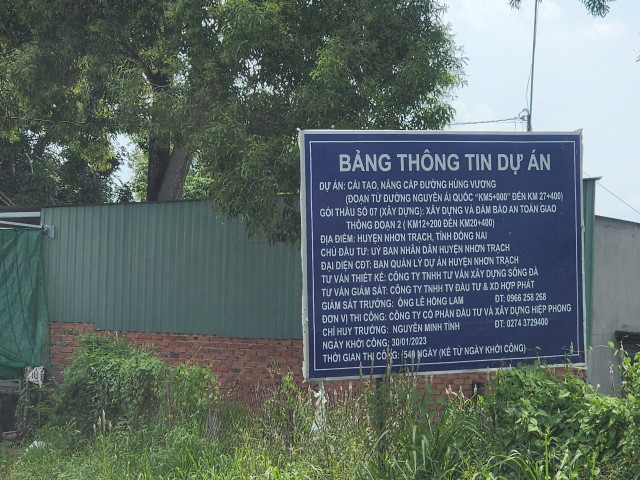 BẢNG THÔNG TIN DỰ ÁN
DỰ ÁN: CẢI TẠO, NÂNG CẤP ĐƯỜNG HÙNG VƯƠNG
(ĐOẠN TỪ ĐƯỜNG NGUYỄN ÁI QUỐC "KM5+000" ĐẾN KM 27+400)
GÓI THẦU SỐ 07 (XÂY DỰNG): XÂY DỰNG VÀ ĐẢM BẢO AN TOÀN GIAO
THÔNG ĐOẠN 2 ( KM12+200 ĐẾN KM20+400)
ĐỊA ĐIỂM: HUYỆN NHƠN TRẠCH, TỈNH ĐỒNG NAI
CHỦ ĐẦU TƯ: UỶ BAN NHÂN DÂN HUYỆN NHƠN TRẠCH
ĐẠI DIỆN CĐT: BAN QUẢN LÝ DỰ ÁN HUYỆN NHƠN TRẠCH
TƯ VẤN THIẾT KẾ: CÔNG TY TNHH TƯ VẤN XÂY DỰNG SÔNG ĐÀ
TƯ VẤN GIÁM SÁT: CÔNG TY TNHH TV ĐẦU TƯ & XD HỢP PHÁT
GIÁM SÁT TRƯỞNG: ÔNG LÊ HỒNG LAM ĐT: 0966 258 268
ĐƠN VỊ THI CÔNG: CÔNG TY CỔ PHẦN ĐẦU TƯ VÀ XÂY DỰNG HIỆP PHONG
CHỈ HUY TRƯỞNG: NGUYỄN MINH TỈNH ĐT: 0274 3729400
NGÀY KHỞI CÔNG: 30/01/2023
THỜI GIAN THI CÔNG: 540 NGÀY (KỂ TỪ NGÀY KHỞI CÔNG)